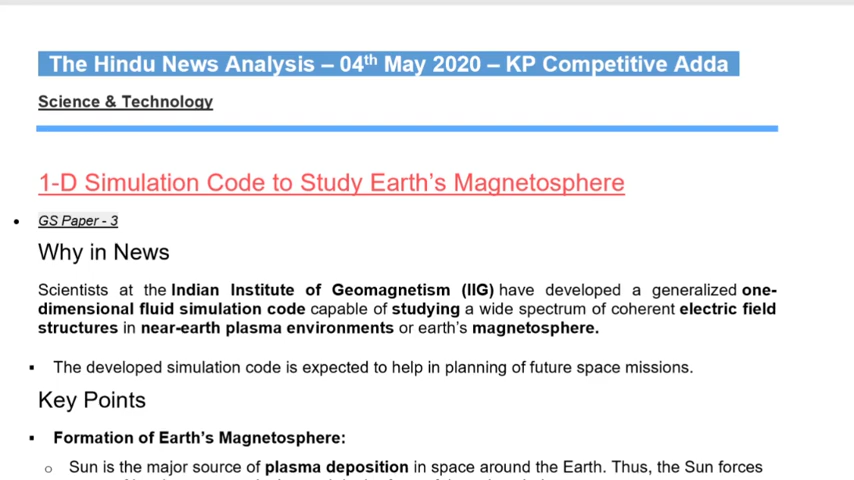 The Hindu News Analysis – 04th May 2020 – KP Competitive Adda
Science & Technology
1-D Simulation Code to Study Earth’s Magnetosphere
• GS Paper - 3
Why in News
Scientists at the Indian Institute of Geomagnetism (IIG) have developed a generalized one-
dimensional fluid simulation code capable of studying a wide spectrum of coherent electric field
structures in near-earth plasma environments or earth’s magnetosphere.
▪ The developed simulation code is expected to help in planning of future space missions.
Key Points
▪ Formation of Earth’s Magnetosphere:
o Sun is the major source of plasma deposition in space around the Earth. Thus, the Sun forces